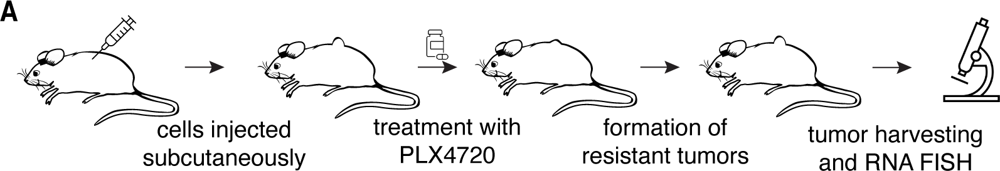 A
cells injected
subcutaneously
treatment with
PLX4720
formation of
resistant tumors
tumor harvesting
and RNA FISH